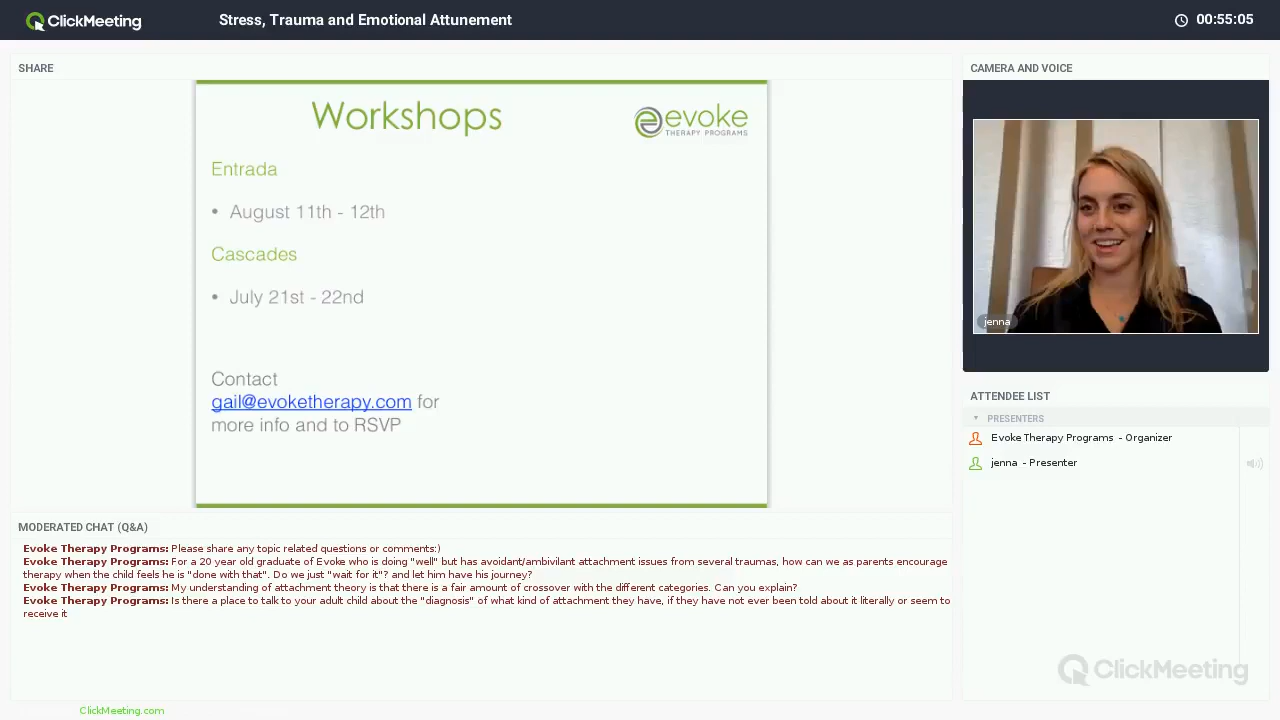 ClickMeeting
Stress, Trauma and Emotional Attunement
00:55:05
SHARE
Workshops
evoke
THERAPY PROGRAMS
Entrada
• August 11th - 12th
Cascades
• July 21st - 22nd
Contact
gail@evoketherapy.com for
more info and to RSVP
CAMERA AND VOICE
jenna
ATTENDEE LIST
PRESENTERS
Evoke Therapy Programs - Organizer
jenna - Presenter
MODERATED CHAT (Q&A)
Evoke Therapy Programs: Please share any topic related questions or comments:)
Evoke Therapy Programs: For a 20 year old graduate of Evoke who is doing "well" but has avoidant/ambivilant attachment issues from several traumas, how can we as parents encourage
therapy when the child feels he is "done with that". Do we just "wait for it"? and let him have his journey?
Evoke Therapy Programs: My understanding of attachment theory is that there is a fair amount of crossover with the different categories. Can you explain?
Evoke Therapy Programs: Is there a place to talk to your adult child about the "diagnosis" of what kind of attachment they have, if they have not ever been told about it literally or seem to
receive it
ClickMeeting
ClickMeeting.com